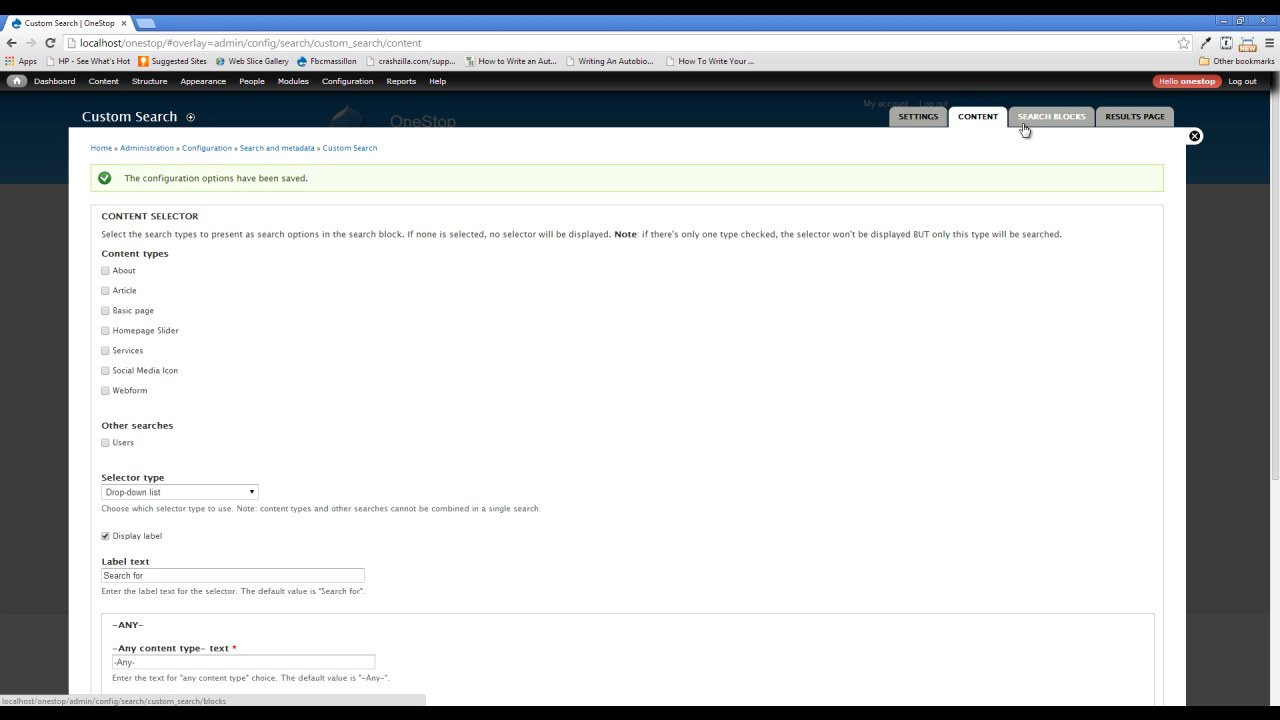 Custom Search | OneStop
localhost/onestop/#overlay=admin/config/search/custom_search/content
Apps HP - See What's Hot Suggested Sites Web Slice Gallery Fbcmassillon crashzilla.com/supp... How to Write an Aut... Writing An Autobio... How To Write Your ... Other bookmarks
NEW
Dashboard Content Structure Appearance People Modules Configuration Reports Help Hello onestop Log out
My account Log out
Custom Search OneStop SETTINGS CONTENT SEARCH BLOCKS RESULTS PAGE
Home » Administration » Configuration » Search and metadata » Custom Search
The configuration options have been saved.
CONTENT SELECTOR
Select the search types to present as search options in the search block. If none is selected, no selector will be displayed. Note: if there's only one type checked, the selector won't be displayed BUT only this type will be searched.
Content types
About
Article
Basic page
Homepage Slider
Services
Social Media Icon
Webform
Other searches
Users
Selector type
Drop-down list
Choose which selector type to use. Note: content types and other searches cannot be combined in a single search.
Display label
Label text
Search for
Enter the label text for the selector. The default value is "Search for".
-ANY-
-Any content type- text *
-Any-
Enter the text for "any content type" choice. The default value is "-Any-".
localhost/onestop/admin/config/search/custom_search/blocks